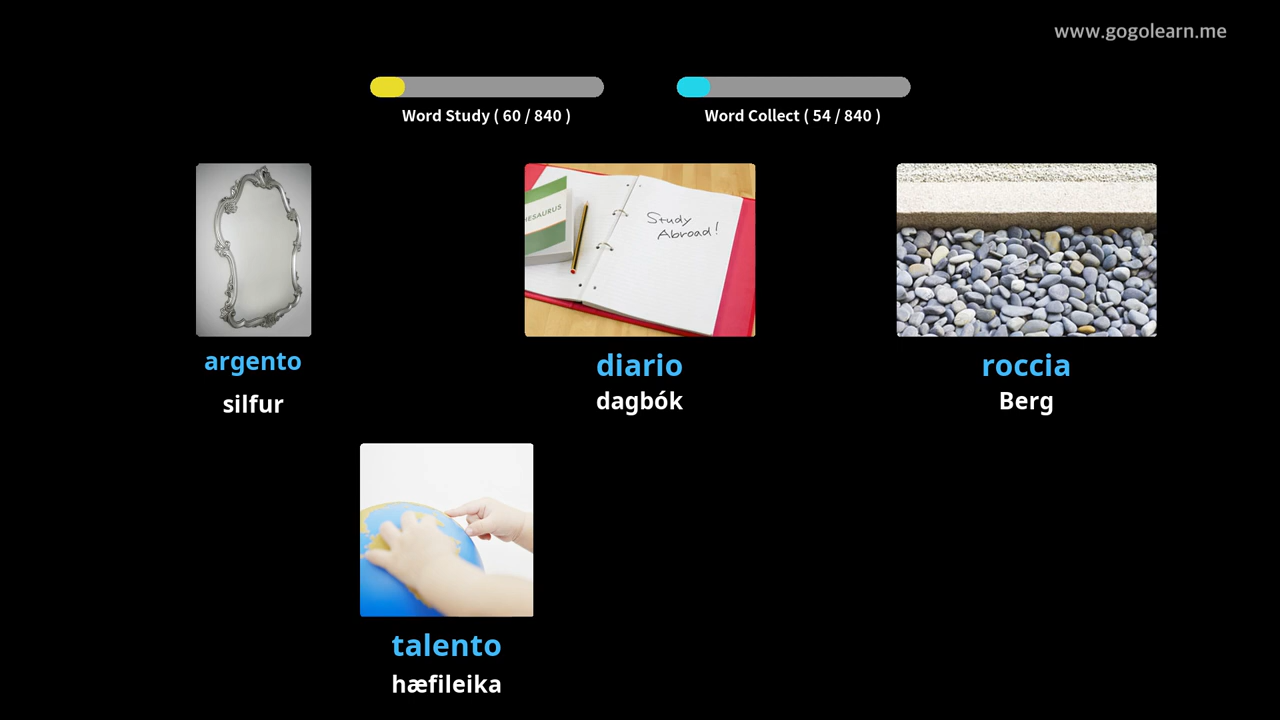 www.gogolearn.me
Word Study ( 60 / 840 )
Word Collect ( 54 / 840 )
HESAURUS
Study
Abroad!
argento
silfur
diario
dagbók
roccia
Berg
talento
hæfileika